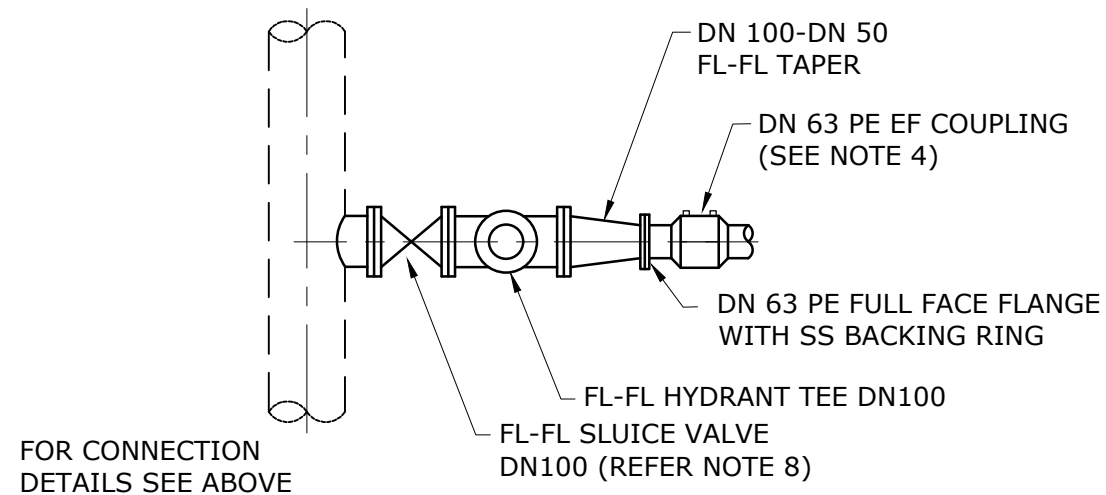 DN 100-DN 50
FL-FL TAPER
DN 63 PE EF COUPLING
(SEE NOTE 4)
DN 63 PE FULL FACE FLANGE
WITH SS BACKING RING
FL-FL HYDRANT TEE DN100
FL-FL SLUICE VALVE
DN100 (REFER NOTE 8)
FOR CONNECTION
DETAILS SEE ABOVE